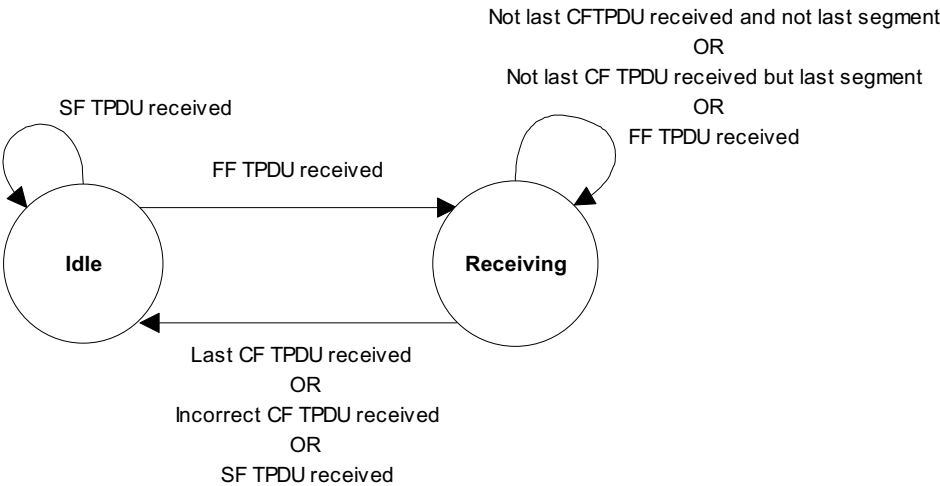 Not last CFTPDU received and not last segment
OR
Not last CF TPDU received but last segment
OR
FF TPDU received
SF TPDU received
FF TPDU received
Idle
Receiving
Last CF TPDU received
OR
Incorrect CF TPDU received
OR
SF TPDU received